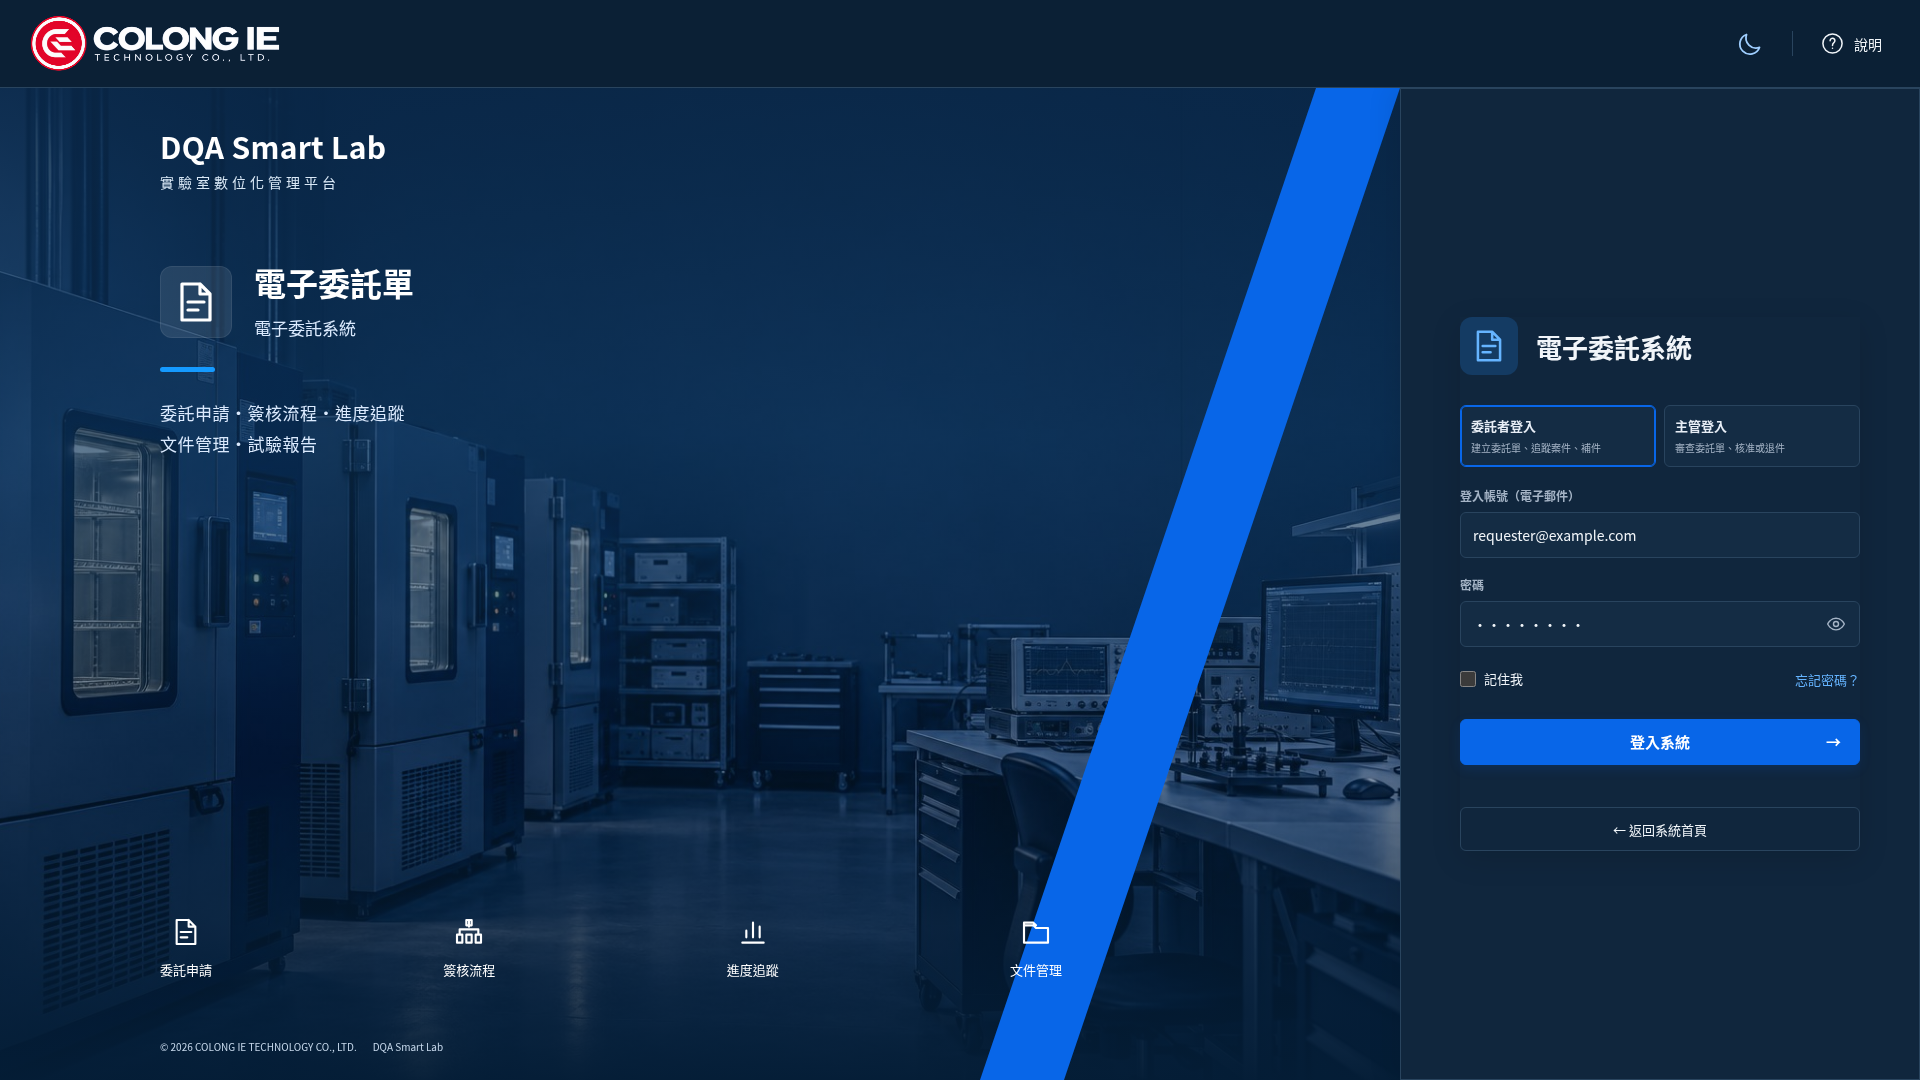 COLONG IE
TECHNOLOGY CO., LTD.
說明
DQA Smart Lab
實驗室數位化管理平台
電子委託單
電子委託系統
委託申請・簽核流程・進度追蹤
文件管理・試驗報告
委託申請
簽核流程
進度追蹤
文件管理
© 2026 COLONG IE TECHNOLOGY CO., LTD. DQA Smart Lab
電子委託系統
委託者登入
建立委託單、追蹤案件、補件
主管登入
審查委託單、核准或退件
登入帳號（電子郵件）
requester@example.com
密碼
••••••••
記住我
忘記密碼？
登入系統 →
← 返回系統首頁